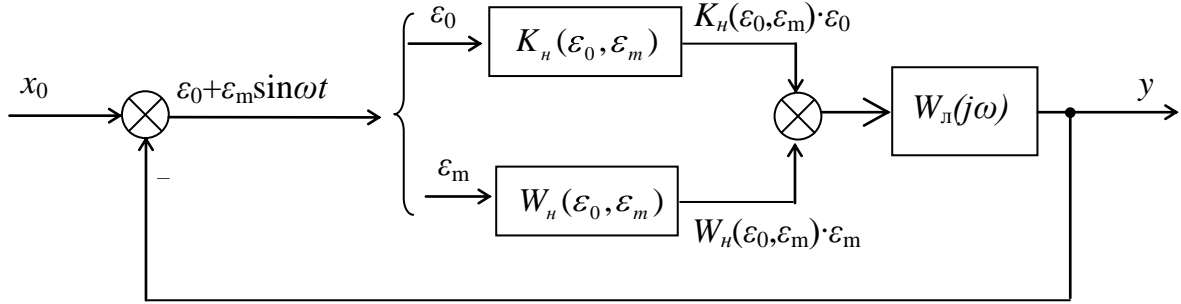 x₀
ε₀+εₘsinωt
–
ε₀
Kн(ε₀,εₘ)
Kн(ε₀,εₘ)·ε₀
εₘ
Wн(ε₀,εₘ)
Wн(ε₀,εₘ)·εₘ
Wл(jω)
y